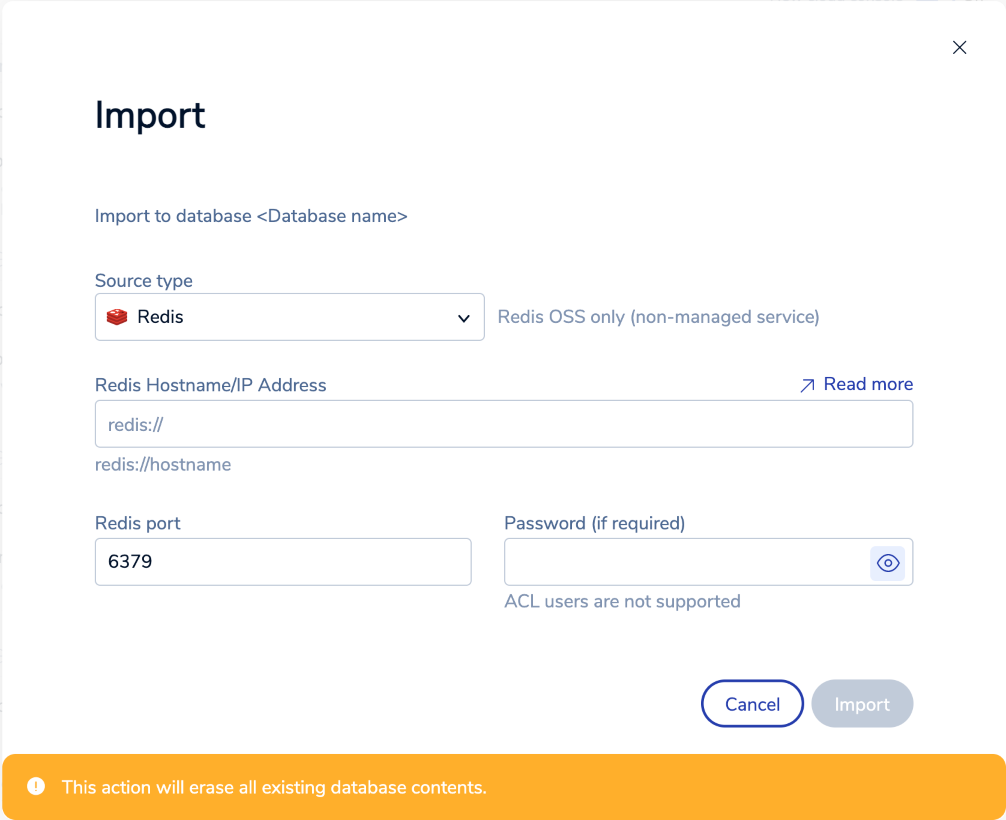 Import
Import to database <Database name>
Source type
Redis
Redis OSS only (non-managed service)
Redis Hostname/IP Address
Read more
redis://
redis://hostname
Redis port
Password (if required)
6379
ACL users are not supported
Cancel
Import
This action will erase all existing database contents.